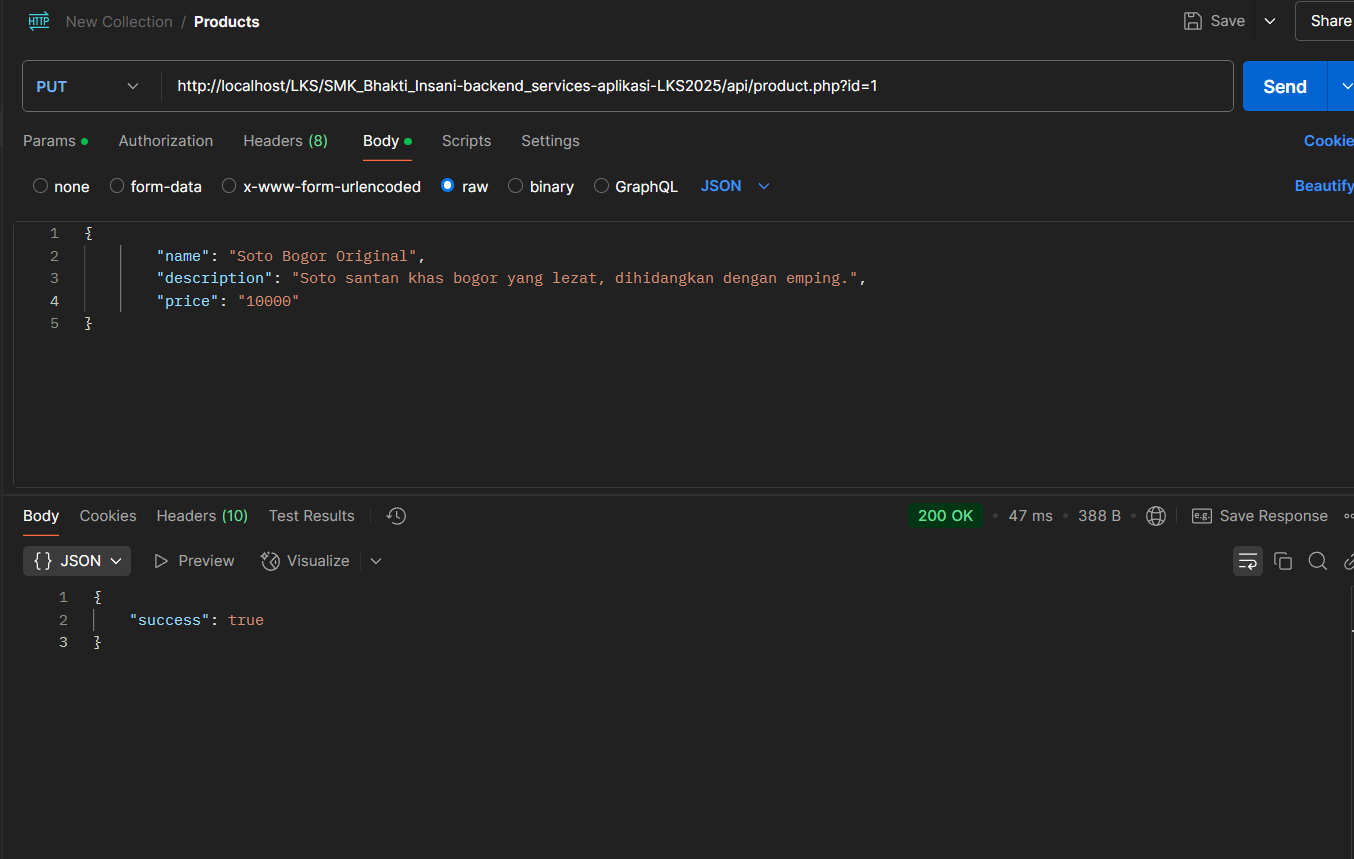 HTTP New Collection / Products Save Share
PUT http://localhost/LKS/SMK_Bhakti_Insani-backend_services-aplikasi-LKS2025/api/product.php?id=1 Send
Params Authorization Headers (8) Body Scripts Settings Cookie
none form-data x-www-form-urlencoded raw binary GraphQL JSON Beautify
1 {
2 "name": "Soto Bogor Original",
3 "description": "Soto santan khas bogor yang lezat, dihidangkan dengan emping.",
4 "price": "10000"
5 }
Body Cookies Headers (10) Test Results 200 OK • 47 ms • 388 B • e.g. Save Response
{} JSON Preview Visualize
1 {
2 "success": true
3 }